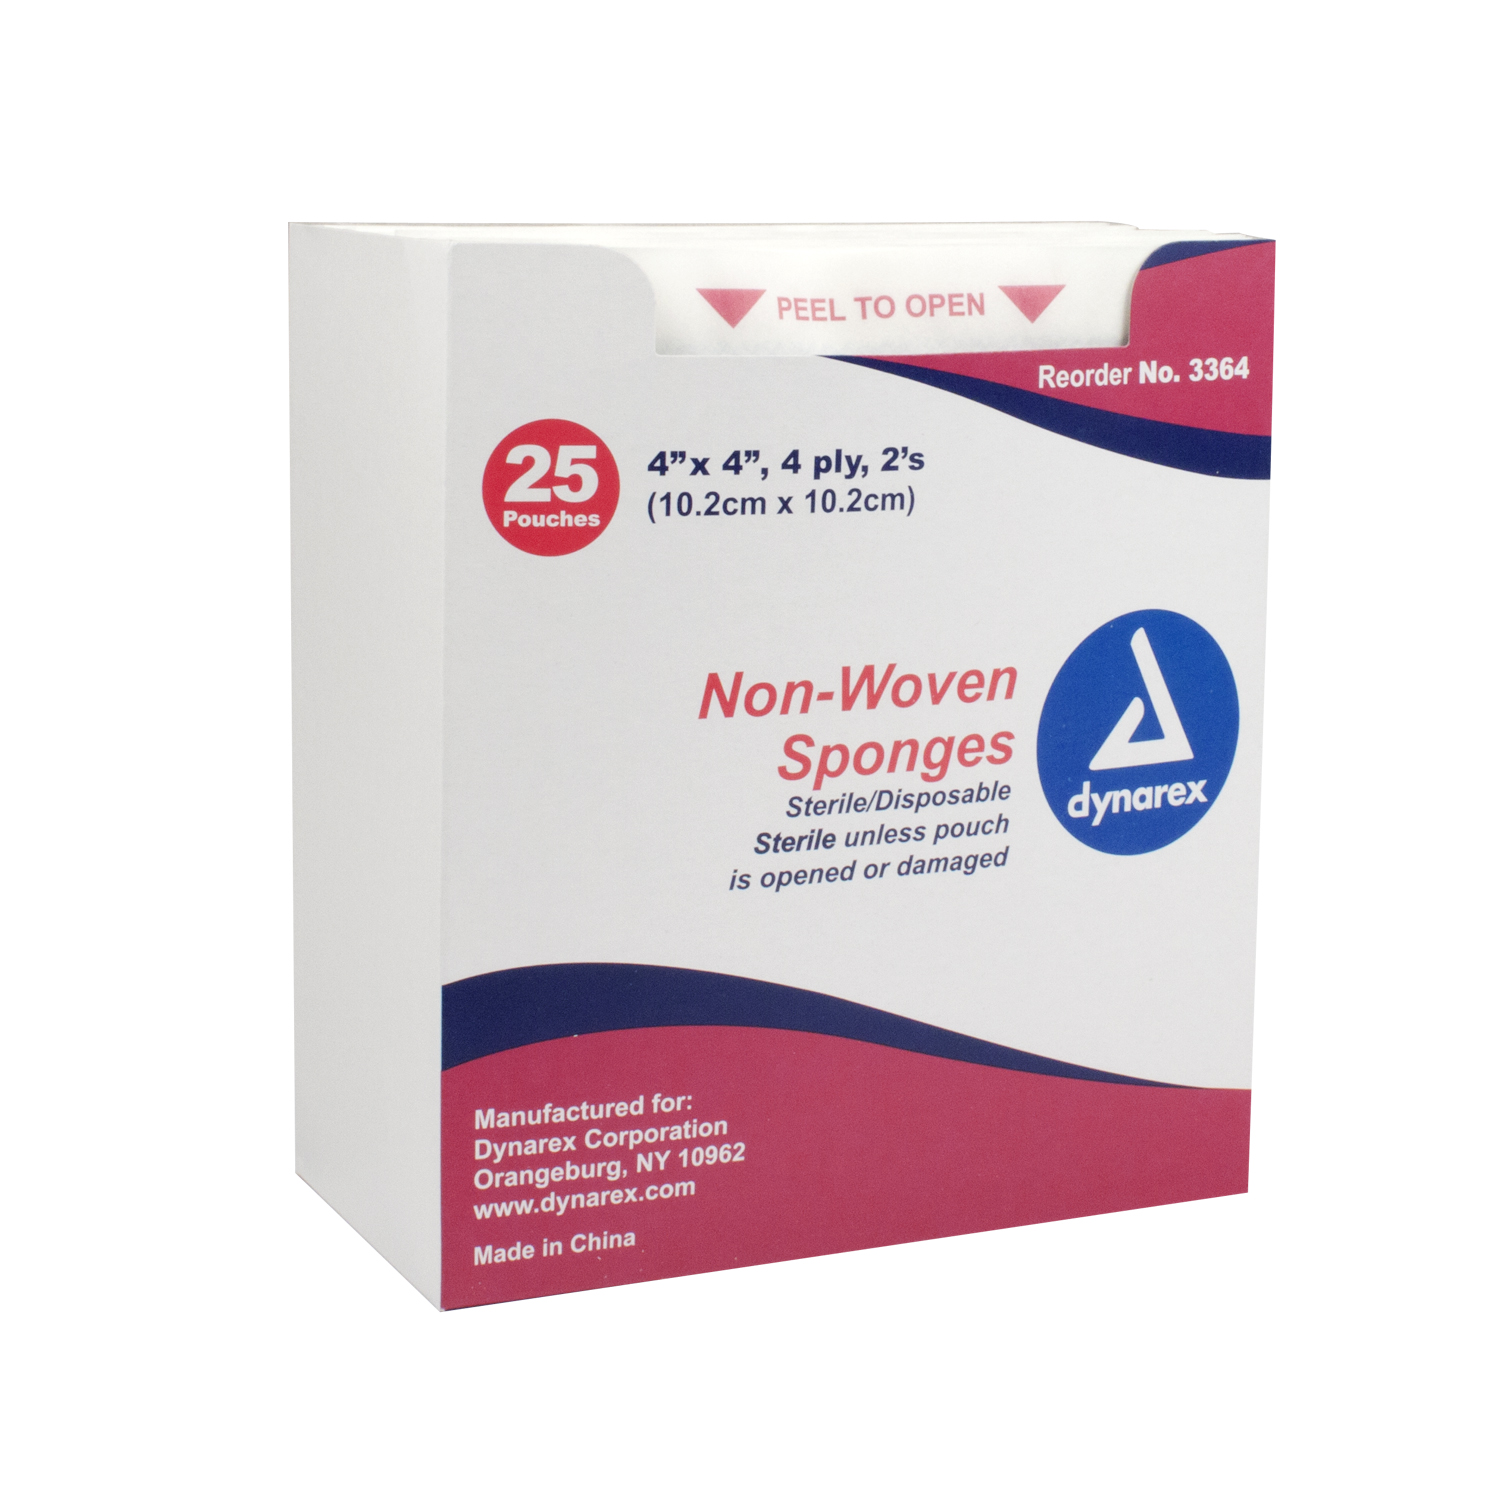 PEEL TO OPEN
Reorder No. 3364
25
Pouches
4”x 4”, 4 ply, 2’s
(10.2cm x 10.2cm)
Non-Woven
Sponges
Sterile/Disposable
Sterile unless pouch
is opened or damaged
dynarex
Manufactured for:
Dynarex Corporation
Orangeburg, NY 10962
www.dynarex.com
Made in China